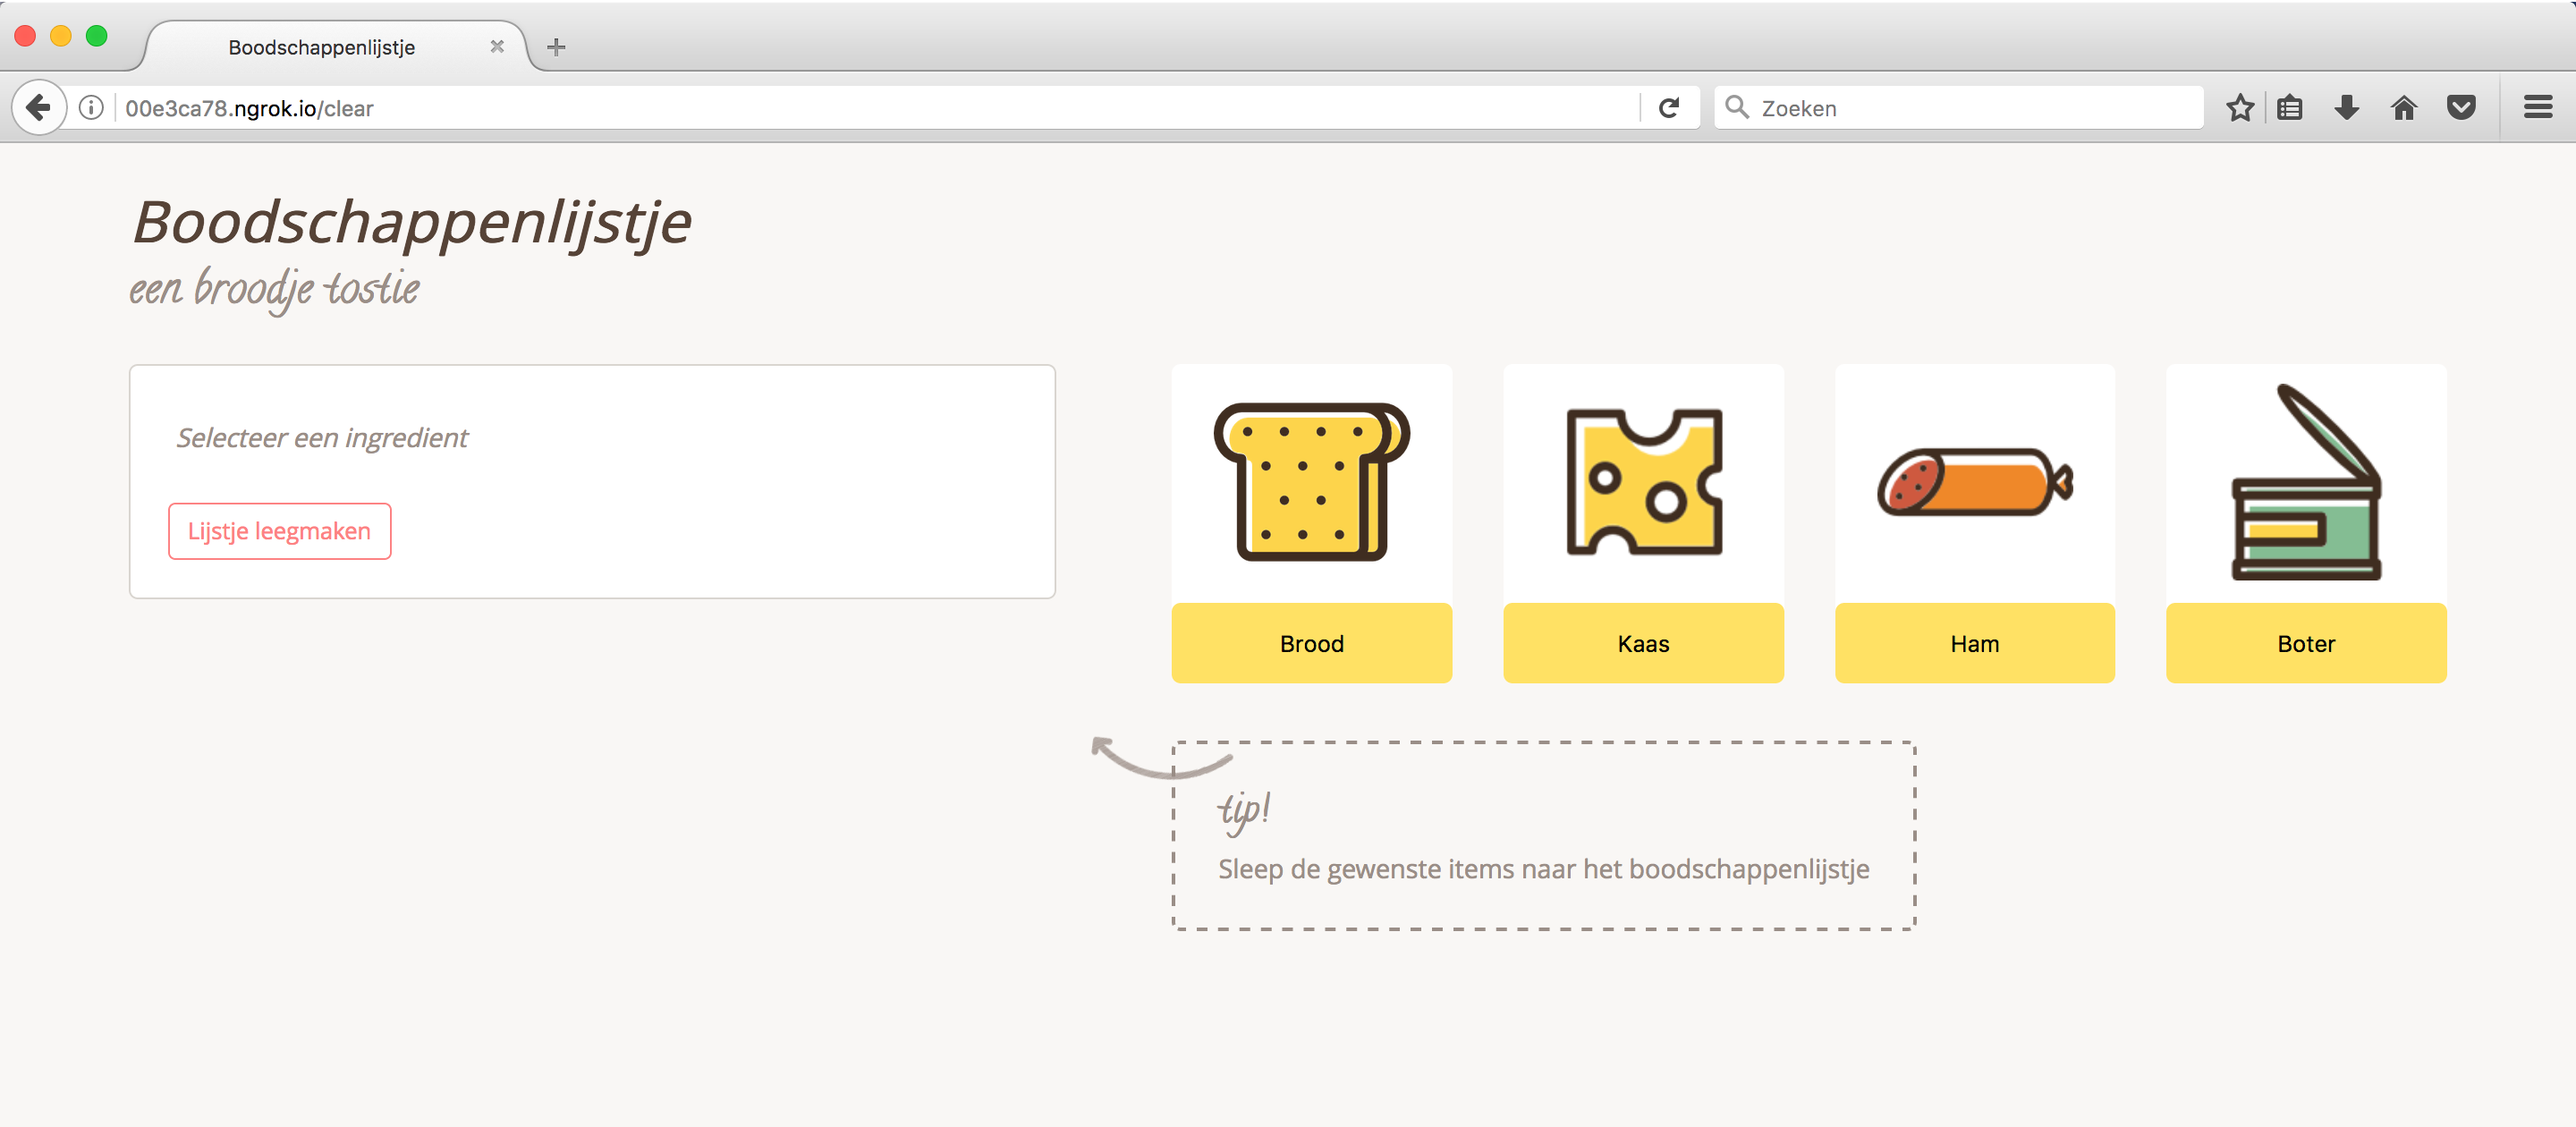 Boodschappenlijstje
00e3ca78.ngrok.io/clear
Zoeken
Boodschappenlijstje
een broodje tostie
Selecteer een ingredient
Lijstje leegmaken
Brood
Kaas
Ham
Boter
tip!
Sleep de gewenste items naar het boodschappenlijstje